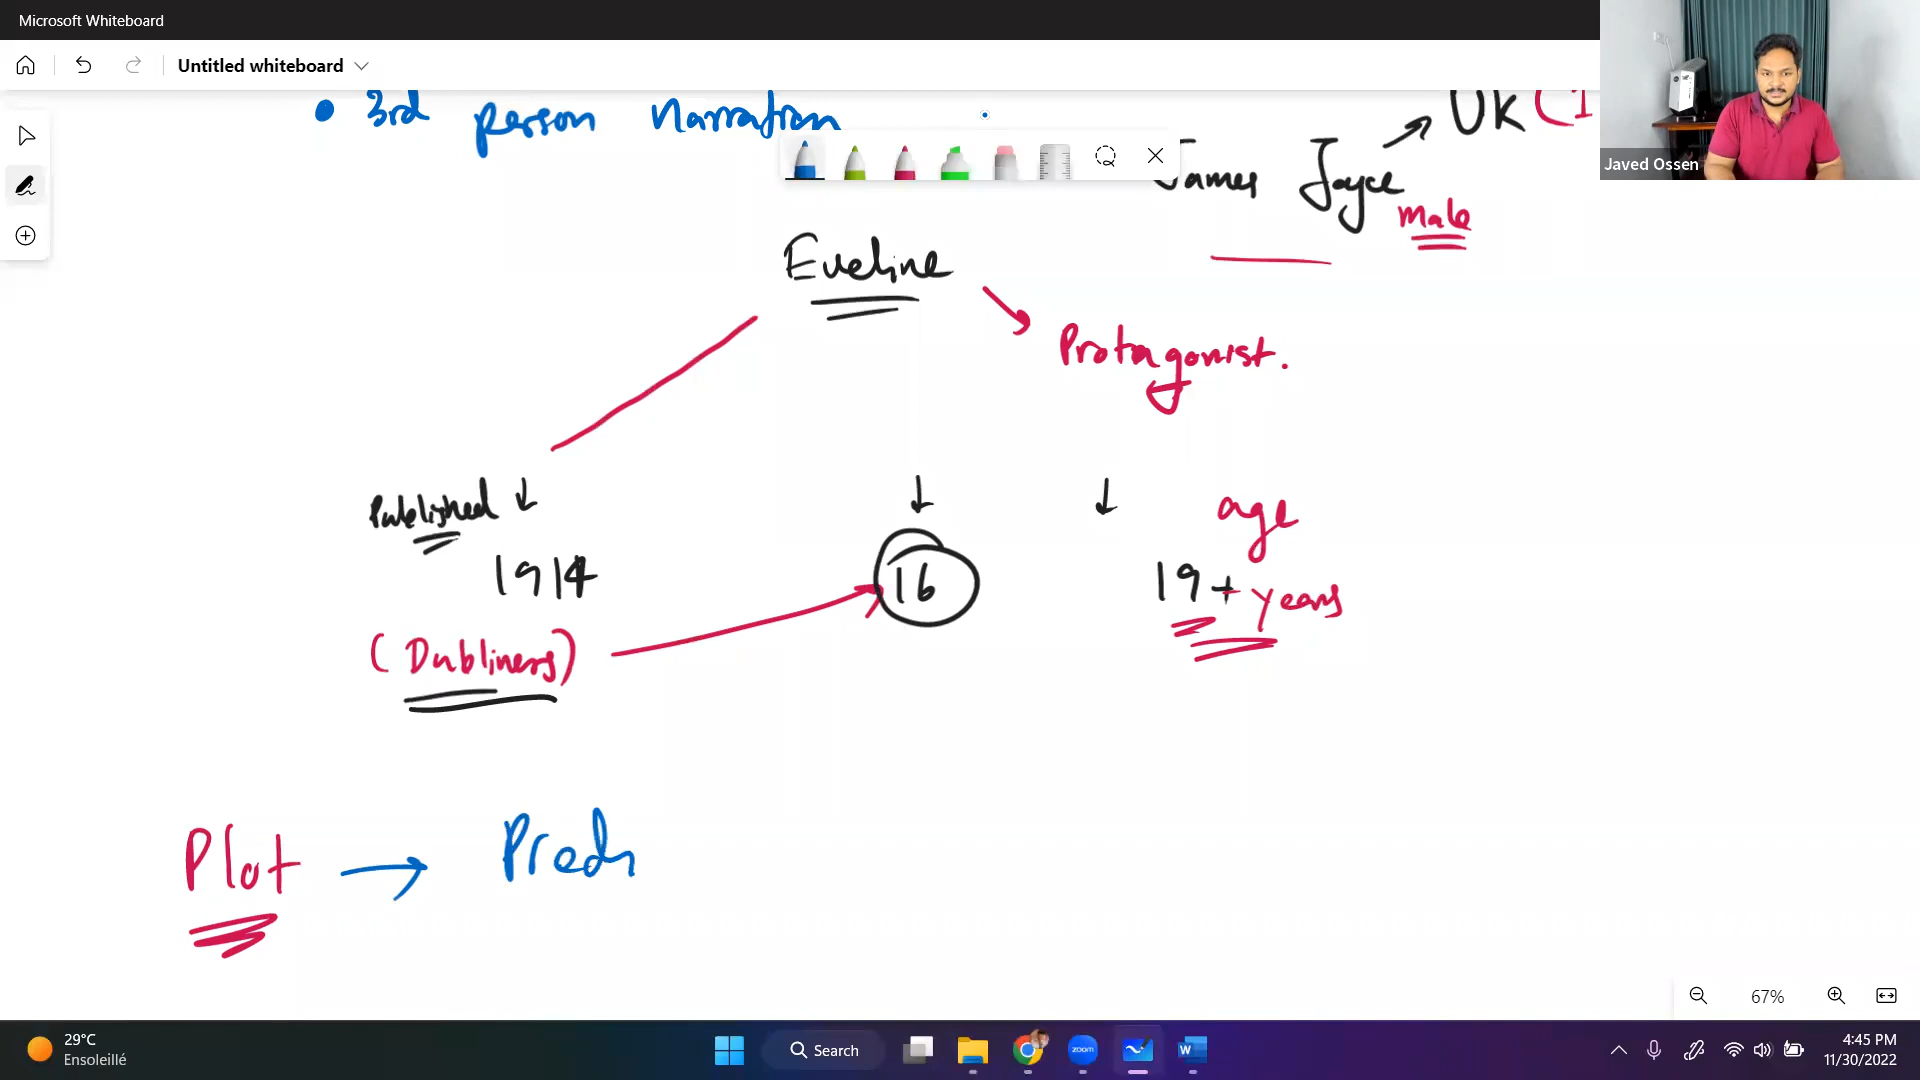 Microsoft Whiteboard
Untitled whiteboard
Javed Ossen
• 3rd person Narration
UK (I
James Joyce
male
Eveline
Protagonist.
Published
1914
16
age
19+ years
(Dubliners)
Plot
67%
29°C
Ensoleillé
Search
zoom
W
4:45 PM
11/30/2022